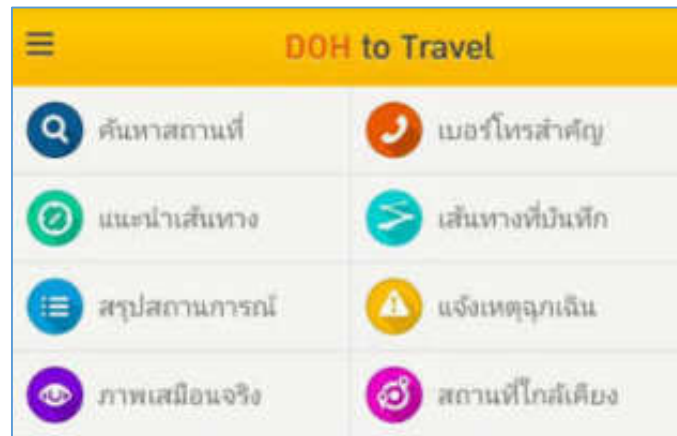 DOH to Travel
ค้นหาสถานที่
เบอร์โทรสำคัญ
แนะนำเส้นทาง
เส้นทางที่บันทึก
สรุปสถานการณ์
แจ้งเหตุฉุกเฉิน
ภาพเสมือนจริง
สถานที่ใกล้เคียง